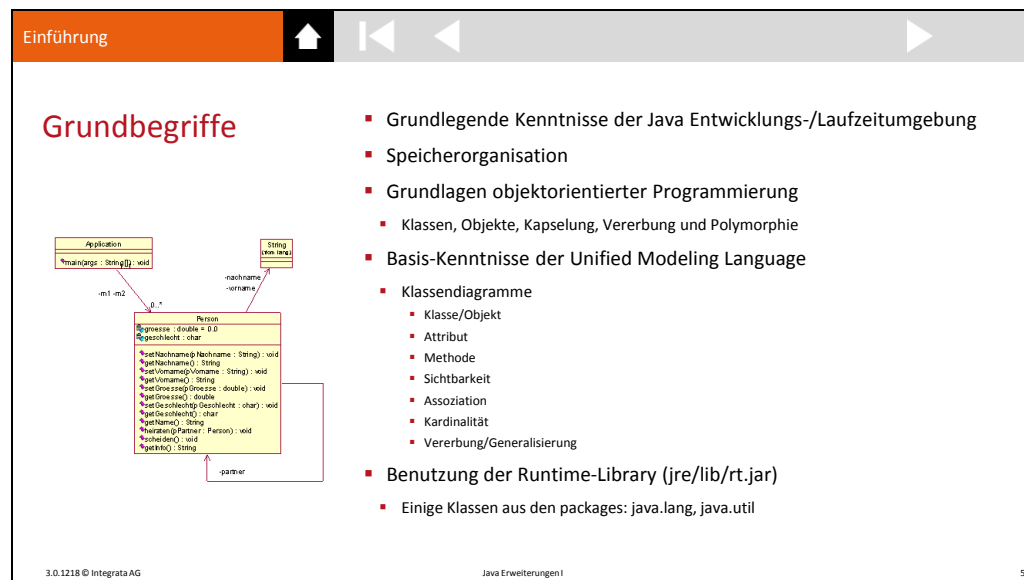 Einführung
Grundbegriffe
Grundlegende Kenntnisse der Java Entwicklungs-/Laufzeitumgebung
Speicherorganisation
Grundlagen objektorientierter Programmierung
Klassen, Objekte, Kapselung, Vererbung und Polymorphie
Basis-Kenntnisse der Unified Modeling Language
Klassendiagramme
Klasse/Objekt
Attribut
Methode
Sichtbarkeit
Assoziation
Kardinalität
Vererbung/Generalisierung
Benutzung der Runtime-Library (jre/lib/rt.jar)
Einige Klassen aus den packages: java.lang, java.util
Application
main(args : String[]) : void
String
(from lang)
-nachname
-vorname
-m1 -m2
0..*
Person
groesse : double = 0.0
geschlecht : char
setNachname(pNachname : String) : void
getNachname() : String
setVorname(pVorname : String) : void
getVorname() : String
setGroesse(pGroesse : double) : void
getGroesse() : double
setGeschlecht(pGeschlecht : char) : void
getGeschlecht() : char
getName() : String
heiraten(pPartner : Person) : void
scheiden() : void
getInfo() : String
-partner
3.0.1218 © Integrata AG
Java Erweiterungen I
5